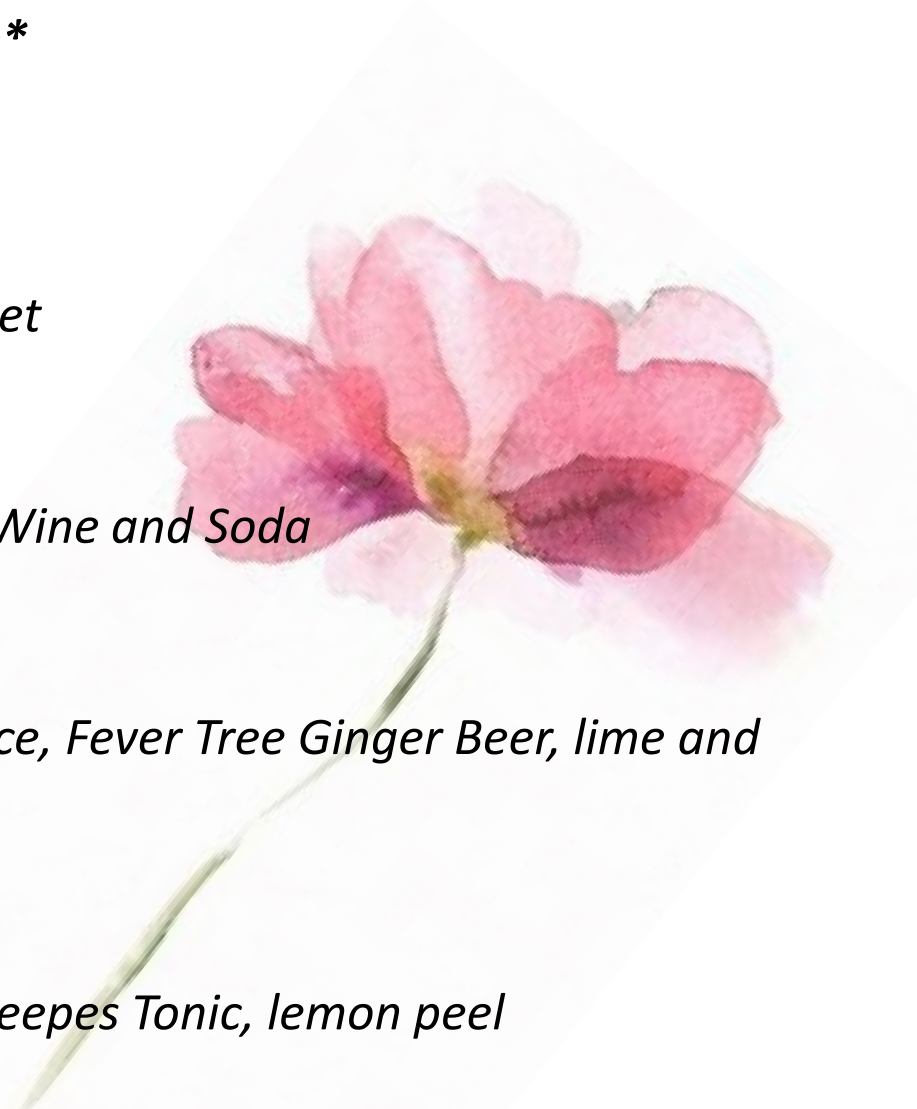 *
et
Wine and Soda
ce, Fever Tree Ginger Beer, lime and
eepes Tonic, lemon peel